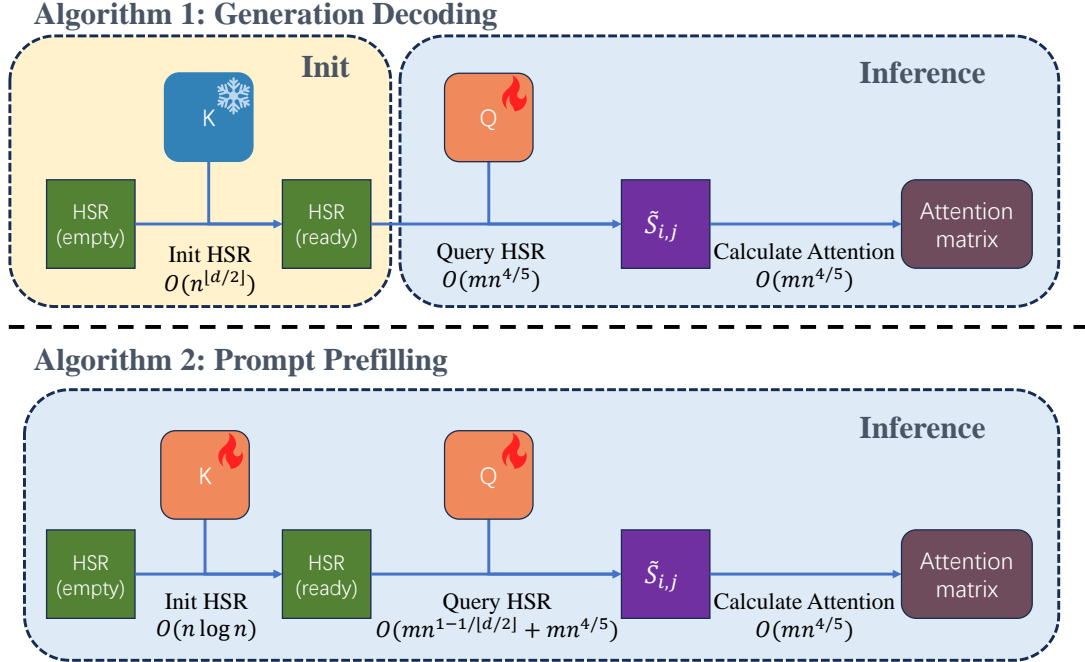 Algorithm 1: Generation Decoding
Init
Inference
K
Q
HSR
(empty)
HSR
(ready)
S̃i,j
Attention
matrix
Init HSR
O(n^⌊d/2⌋)
Query HSR
O(mn^4/5)
Calculate Attention
O(mn^4/5)
Algorithm 2: Prompt Prefilling
Inference
K
Q
HSR
(empty)
HSR
(ready)
S̃i,j
Attention
matrix
Init HSR
O(n log n)
Query HSR
O(mn^1−1/⌊d/2⌋ + mn^4/5)
Calculate Attention
O(mn^4/5)